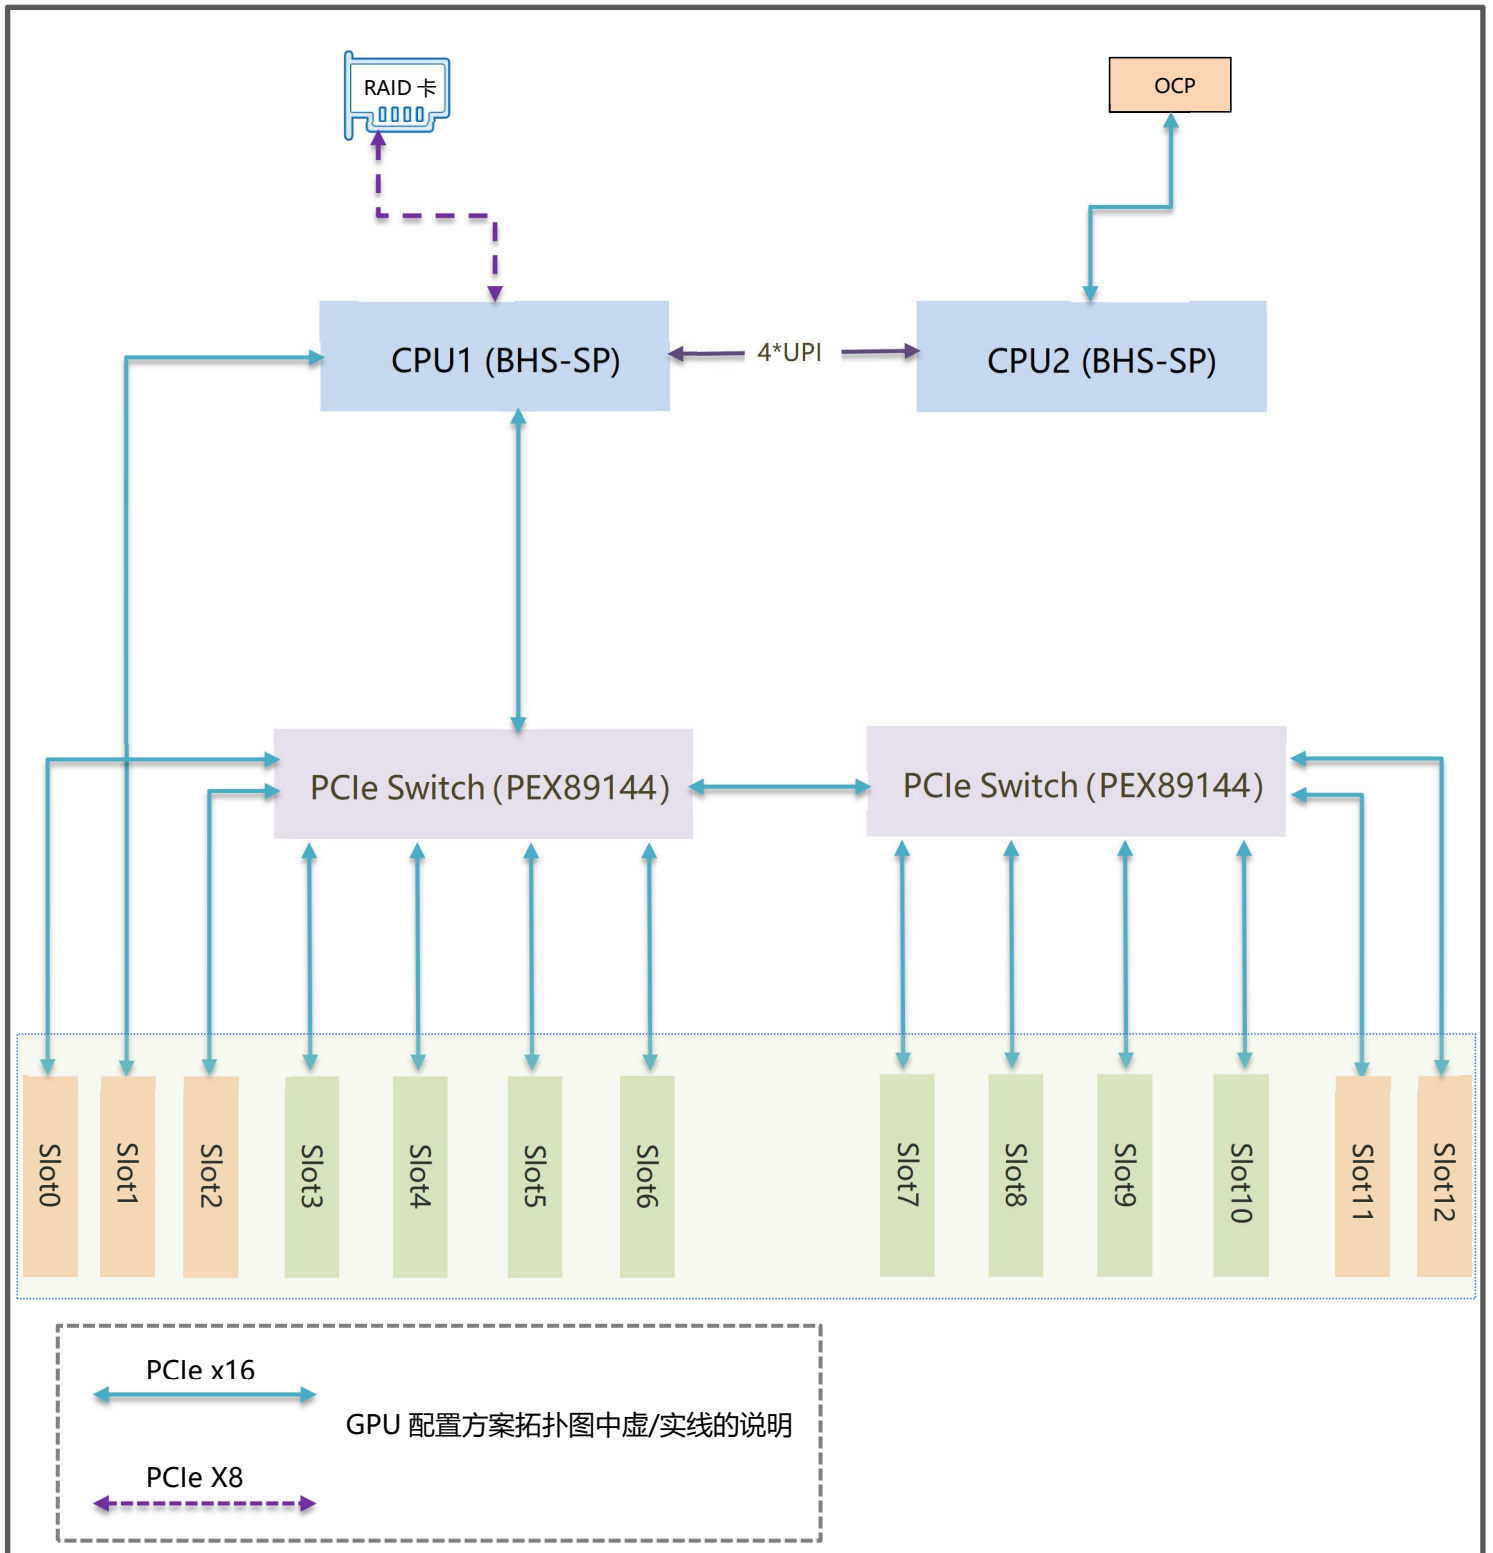 RAID 卡
OCP
CPU1 (BHS-SP)
4*UPI
CPU2 (BHS-SP)
PCIe Switch (PEX89144)
PCIe Switch (PEX89144)
Slot0
Slot1
Slot2
Slot3
Slot4
Slot5
Slot6
Slot7
Slot8
Slot9
Slot10
Slot11
Slot12
PCIe x16
GPU 配置方案拓扑图中虚/实线的说明
PCIe X8